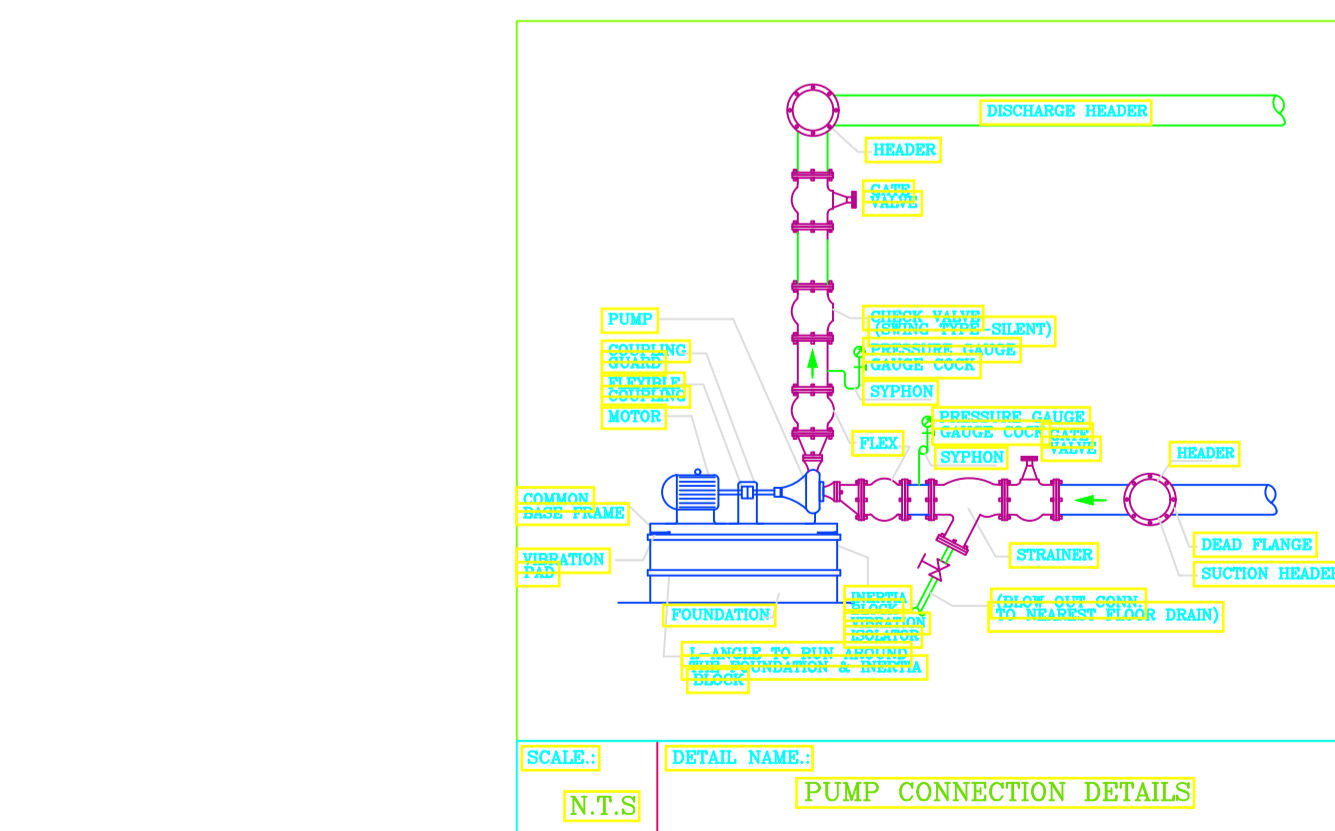 DISCHARGE HEADER
HEADER
GATE
VALVE
PUMP
COUPLING
GUARD
FLEXIBLE
COUPLING
MOTOR
CHECK VALVE
(SWING TYPE-SILENT)
PRESSURE GAUGE
GAUGE COCK
SYPHON
FLEX
PRESSURE GAUGE
GAUGE COCK
SYPHON
GATE
VALVE
HEADER
COMMON
BASE FRAME
VIBRATION
PAD
STRAINER
DEAD FLANGE
SUCTION HEADER
FOUNDATION
INERTIA
BLOCK
VIBRATION
ISOLATOR
(BLOW OUT CONN.
TO NEAREST FLOOR DRAIN)
L-ANGLE TO RUN AROUND
THE FOUNDATION & INERTIA
BLOCK
SCALE.:
N.T.S
DETAIL NAME.:
PUMP CONNECTION DETAILS